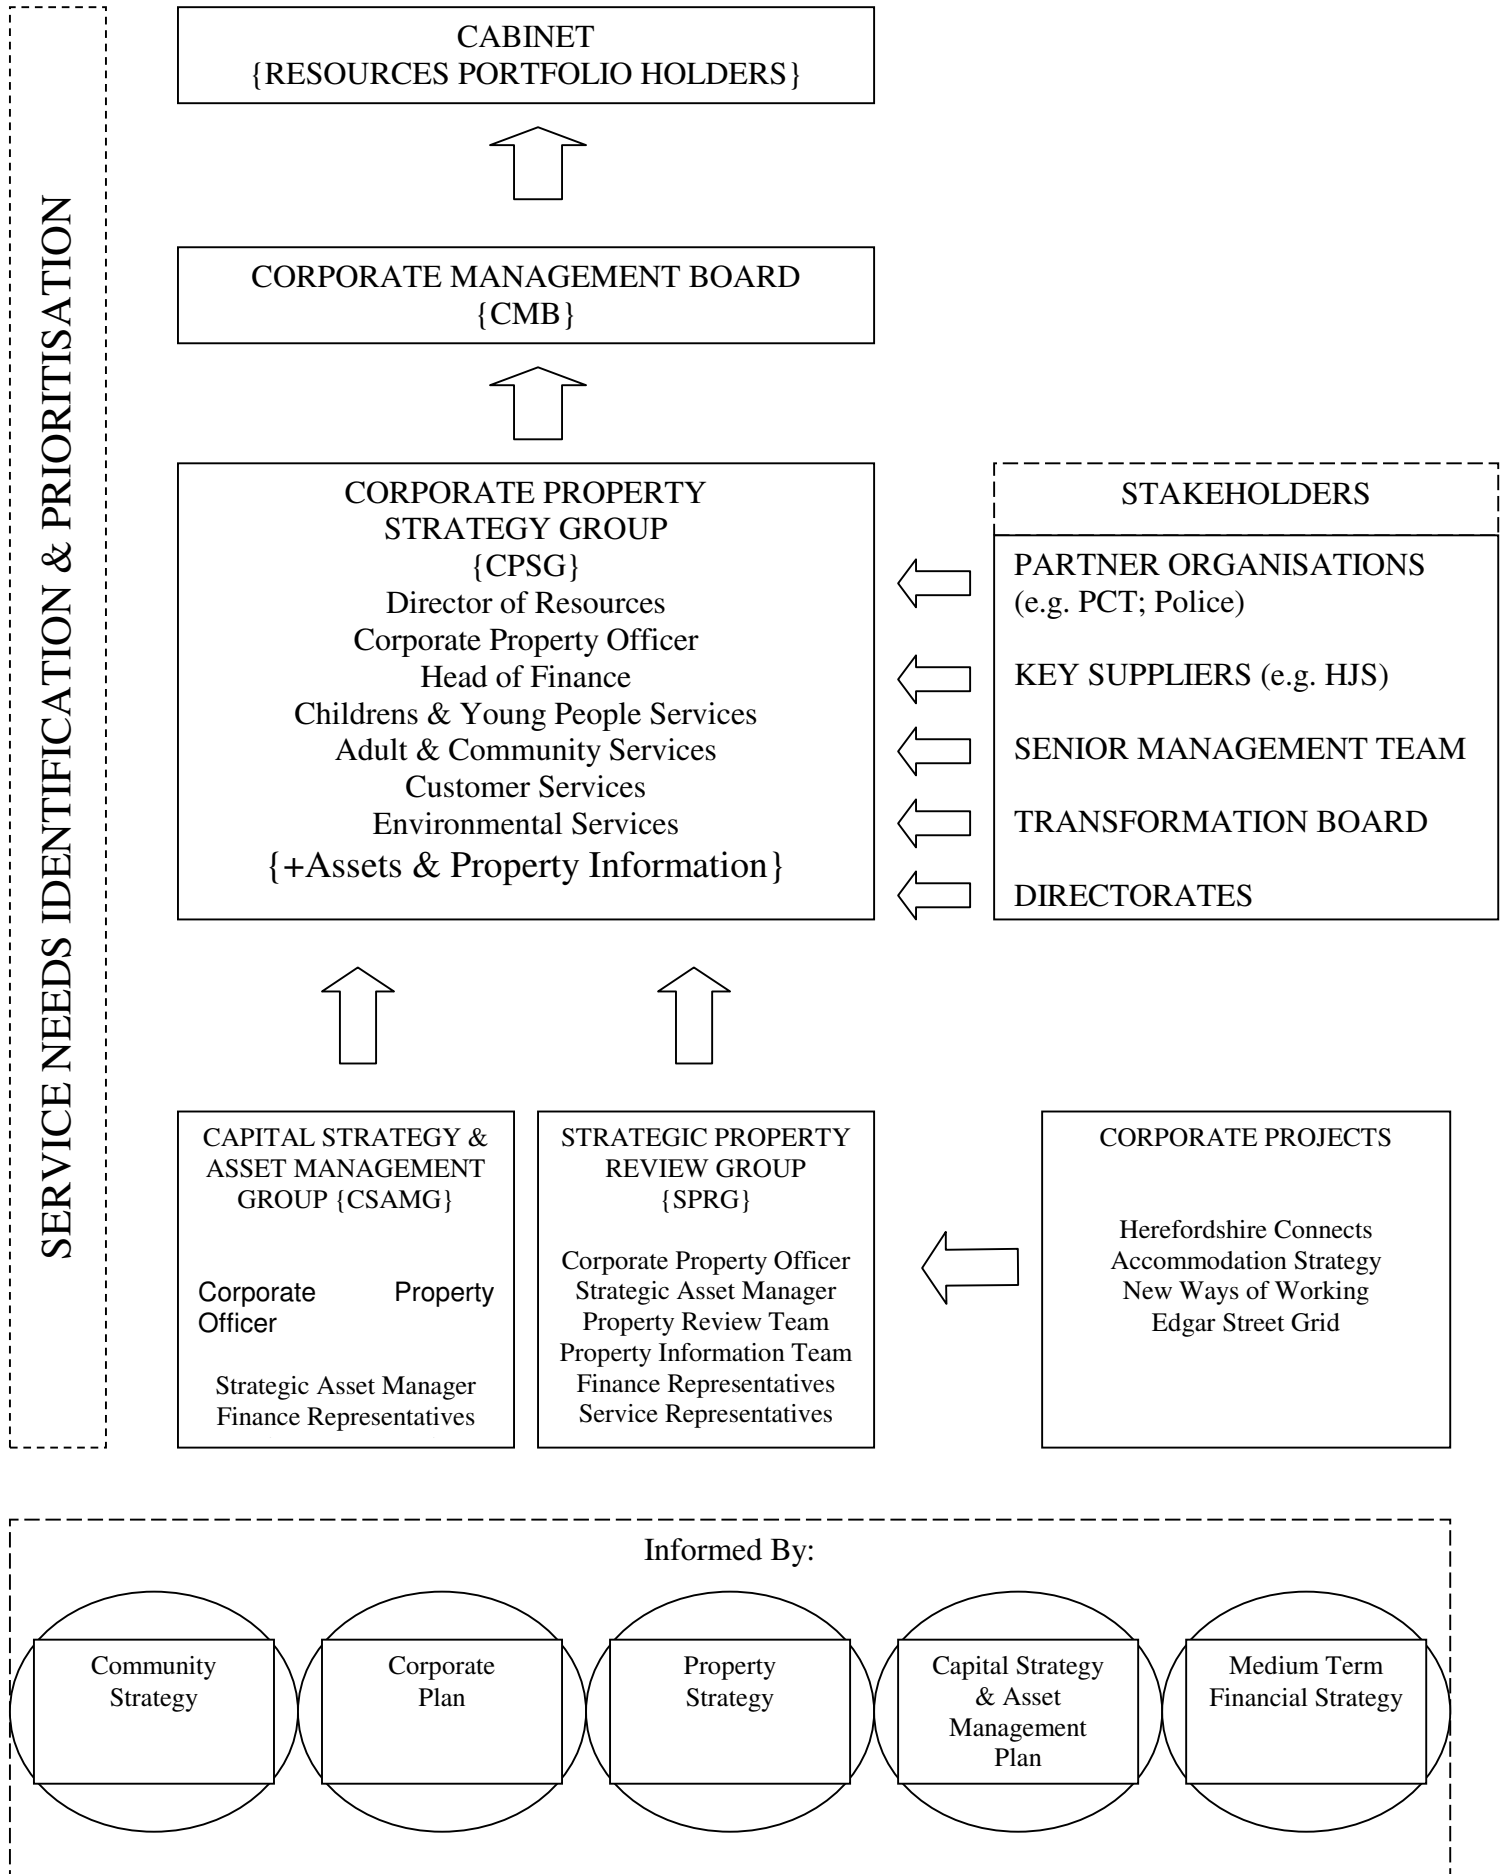 SERVICE NEEDS IDENTIFICATION & PRIORITISATION
CABINET
{RESOURCES PORTFOLIO HOLDERS}
CORPORATE MANAGEMENT BOARD
{CMB}
CORPORATE PROPERTY
STRATEGY GROUP
{CPSG}
Director of Resources
Corporate Property Officer
Head of Finance
Childrens & Young People Services
Adult & Community Services
Customer Services
Environmental Services
{+Assets & Property Information}
STAKEHOLDERS
PARTNER ORGANISATIONS
(e.g. PCT; Police)
KEY SUPPLIERS (e.g. HJS)
SENIOR MANAGEMENT TEAM
TRANSFORMATION BOARD
DIRECTORATES
CAPITAL STRATEGY &
ASSET MANAGEMENT
GROUP {CSAMG}
Corporate Property
Officer
Strategic Asset Manager
Finance Representatives
STRATEGIC PROPERTY
REVIEW GROUP
{SPRG}
Corporate Property Officer
Strategic Asset Manager
Property Review Team
Property Information Team
Finance Representatives
Service Representatives
CORPORATE PROJECTS
Herefordshire Connects
Accommodation Strategy
New Ways of Working
Edgar Street Grid
Informed By:
Community
Strategy
Corporate
Plan
Property
Strategy
Capital Strategy
& Asset
Management
Plan
Medium Term
Financial Strategy